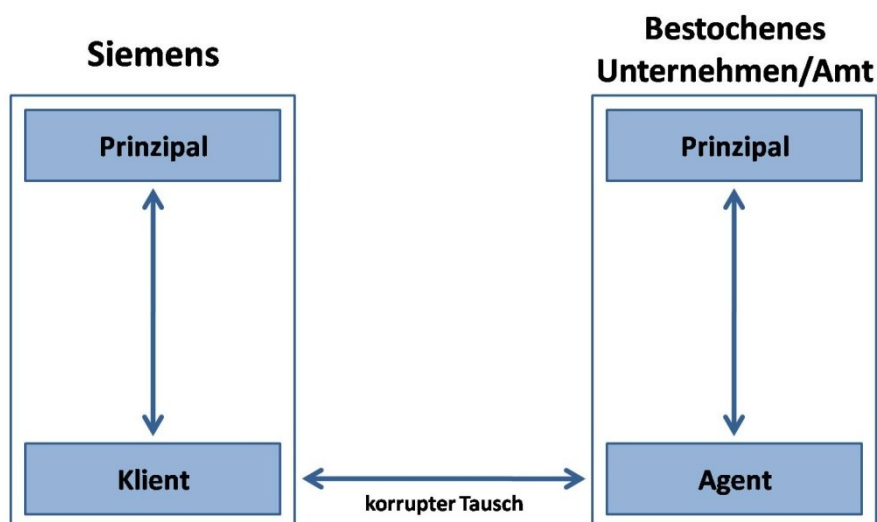 Siemens
Bestochenes
Unternehmen/Amt
Prinzipal
Prinzipal
Klient
Agent
korrupter Tausch